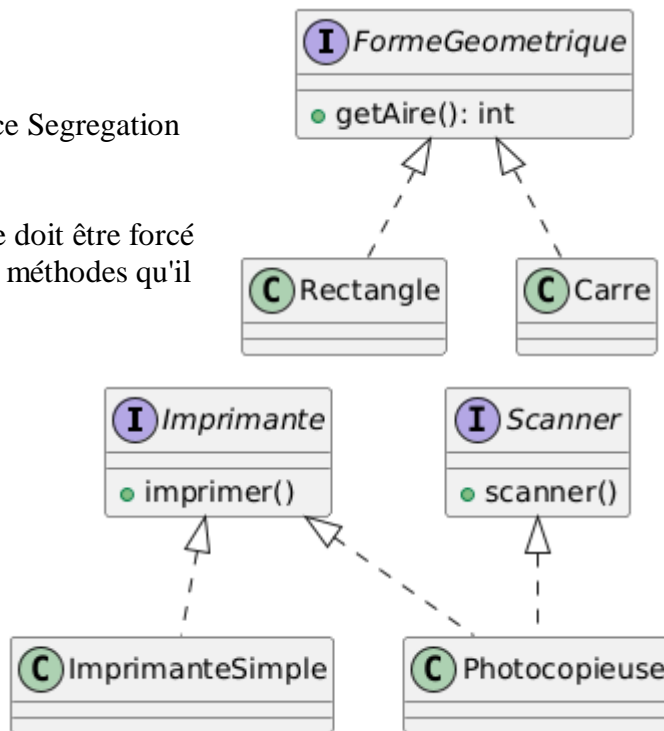 I FormeGeometrique
getAire(): int
ce Segregation
e doit être forcé
méthodes qu'il
C Rectangle
C Carre
I Imprimante
I Scanner
imprimer()
scanner()
C ImprimanteSimple
C Photocopieuse